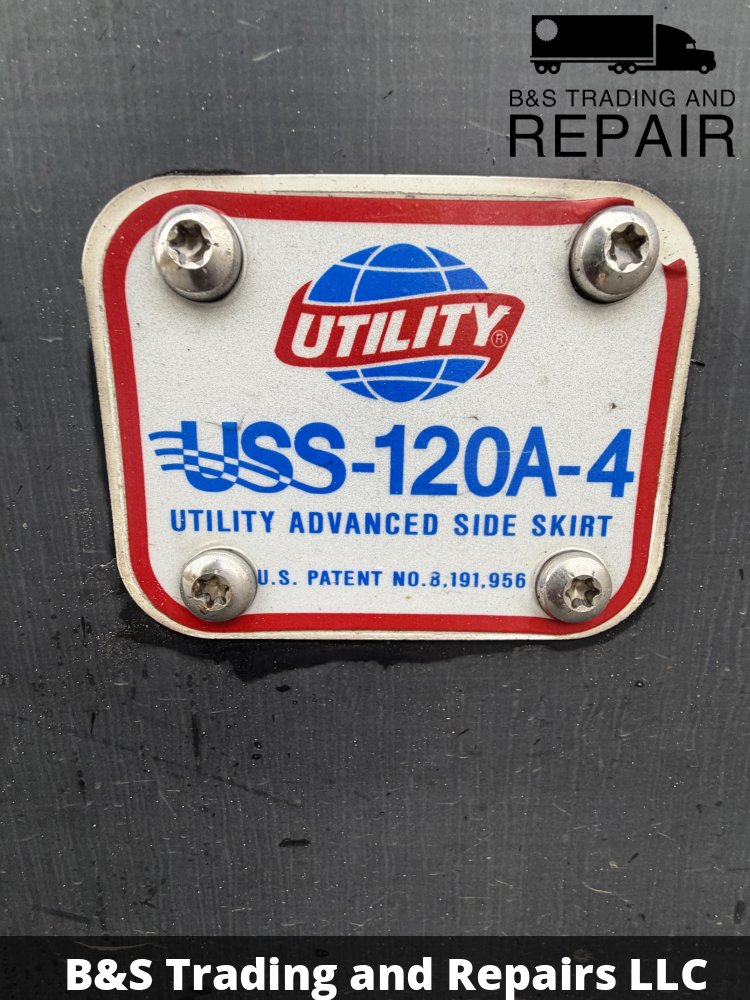 B&S TRADING AND
REPAIR
UTILITY®
USS-120A-4
UTILITY ADVANCED SIDE SKIRT
U.S. PATENT NO.8,191,956
B&S Trading and Repairs LLC